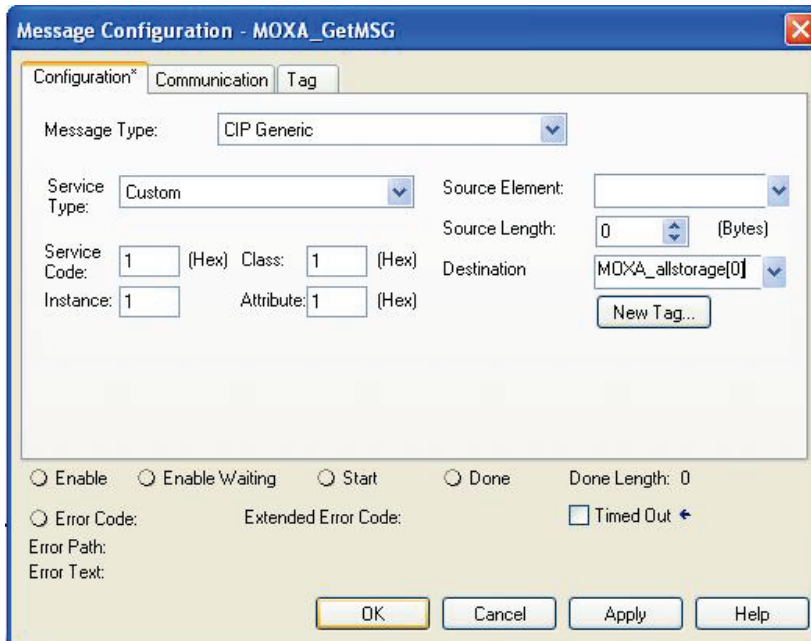 Message Configuration - MOXA_GetMSG
Configuration* Communication Tag
Message Type: CIP Generic
Service Type: Custom
Source Element:
Source Length: 0 (Bytes)
Service Code: 1 (Hex) Class: 1 (Hex)
Destination MOXA_allstorage[0]
Instance: 1 Attribute: 1 (Hex)
New Tag...
Enable Enable Waiting Start Done Done Length: 0
Error Code: Extended Error Code: Timed Out
Error Path:
Error Text:
OK Cancel Apply Help